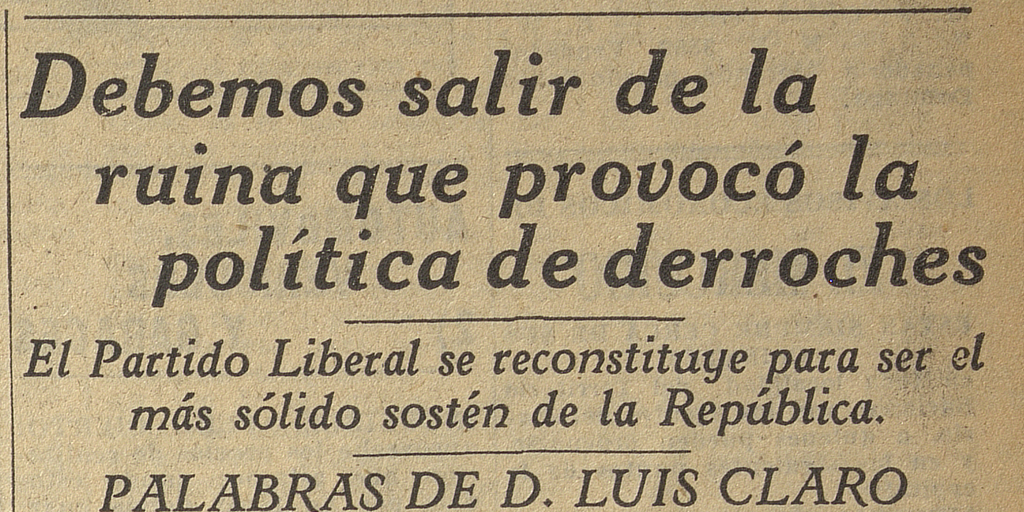 Debemos salir de la
ruina que provocó la
política de derroches
El Partido Liberal se reconstituye para ser el
más sólido sostén de la República.
PALABRAS DE D. LUIS CLARO